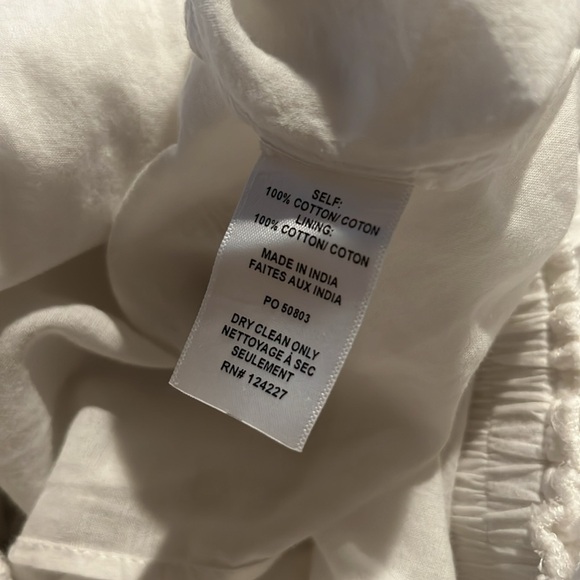 SELF:
100% COTTON/ COTON
LINING:
100% COTTON/ COTON
MADE IN INDIA
FAITES AUX INDIA
PO 50803
DRY CLEAN ONLY
NETTOYAGE À SEC
SEULEMENT
RN# 124227